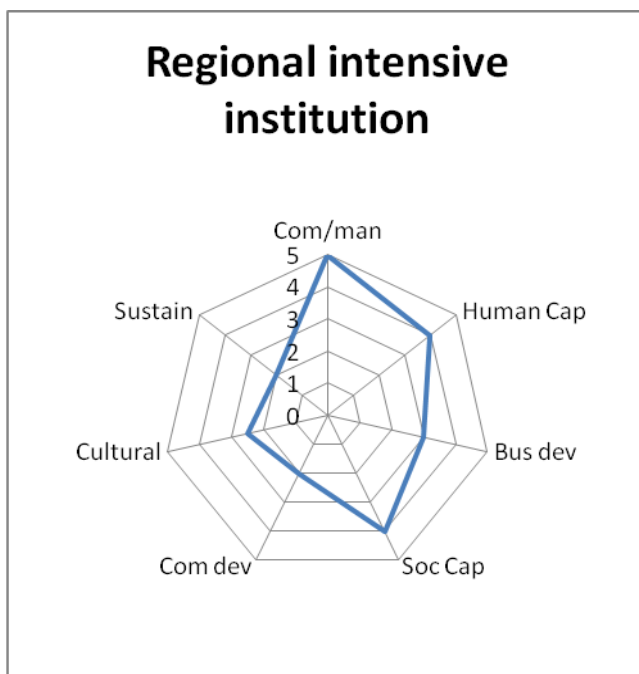 Regional intensive
institution
Com/man
5
4
3
2
1
0
Human Cap
Bus dev
Soc Cap
Com dev
Cultural
Sustain